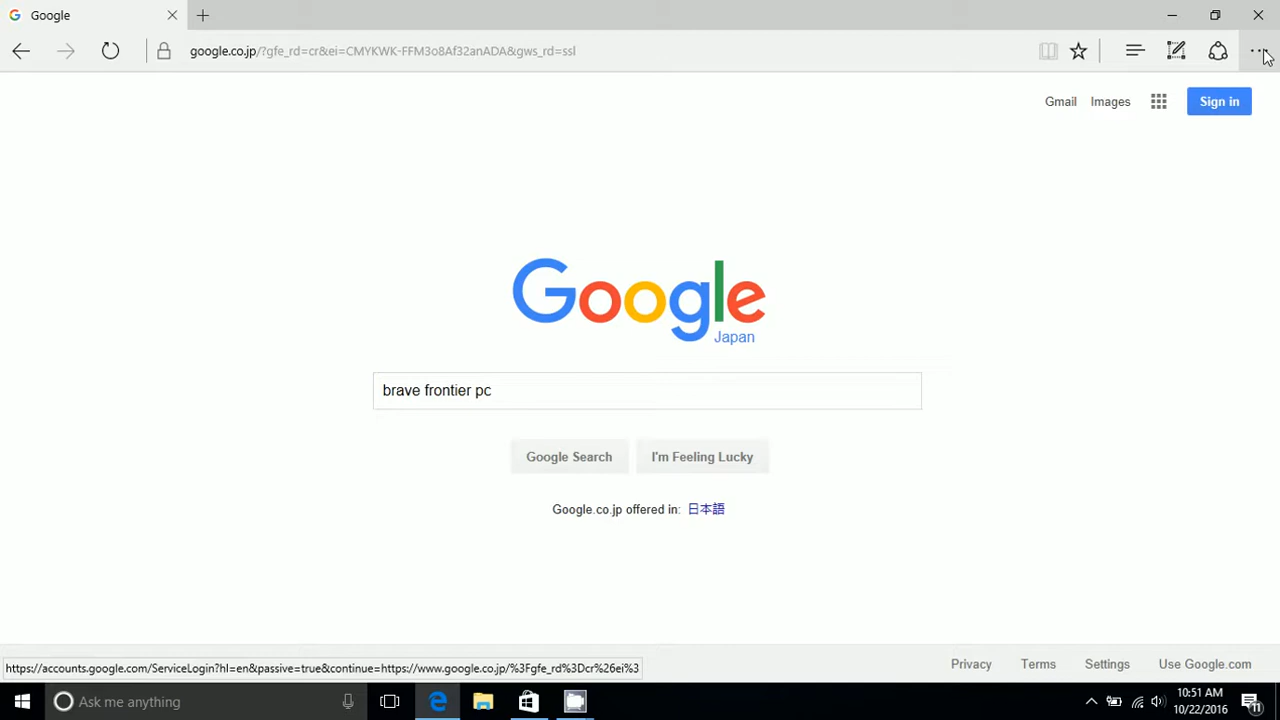 Google
google.co.jp/?gfe_rd=cr&ei=CMYKWK-FFM3o8Af32anADA&gws_rd=ssl
Gmail Images Sign in
Google
Japan
brave frontier pc
Google Search I'm Feeling Lucky
Google.co.jp offered in: 日本語
https://accounts.google.com/ServiceLogin?hl=en&passive=true&continue=https://www.google.co.jp/%3Fgfe_rd%3Dcr%26ei%3
Privacy Terms Settings Use Google.com
Ask me anything
10:51 AM
10/22/2016
11